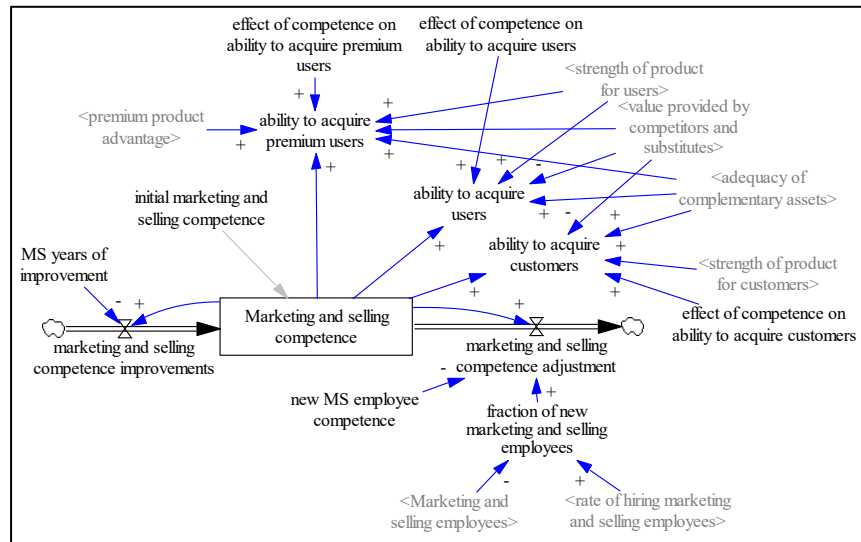 effect of competence on
ability to acquire premium
users
effect of competence on
ability to acquire users
<strength of product
for users>
<premium product
advantage>
ability to acquire
premium users
<value provided by
competitors and
substitutes>
initial marketing and
selling competence
ability to acquire
users
<adequacy of
complementary assets>
MS years of
improvement
ability to acquire
customers
<strength of product
for customers>
Marketing and selling
competence
effect of competence on
ability to acquire customers
marketing and selling
competence improvements
marketing and selling
competence adjustment
new MS employee
competence
fraction of new
marketing and selling
employees
<Marketing and
selling employees>
<rate of hiring marketing
and selling employees>